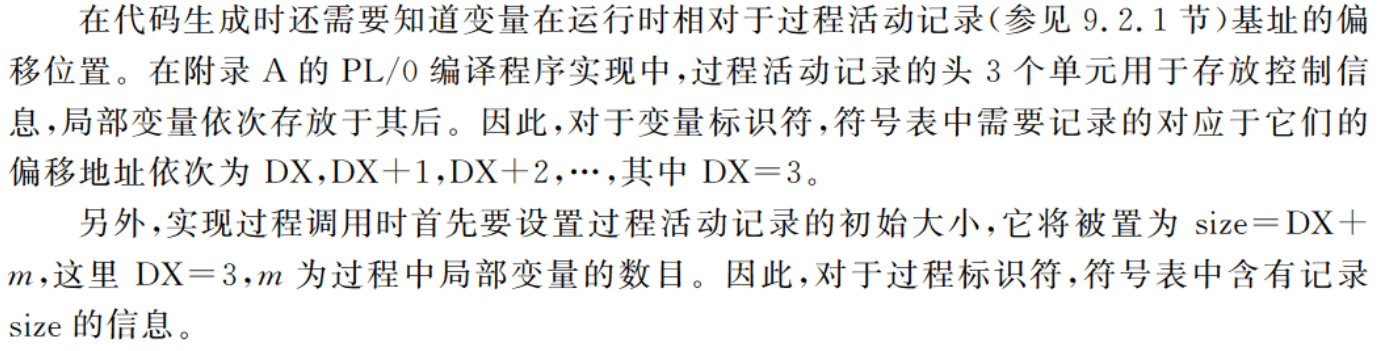 在代码生成时还需要知道变量在运行时相对于过程活动记录(参见 9.2.1 节)基址的偏
移位置。在附录 A 的 PL/0 编译程序实现中,过程活动记录的头 3 个单元用于存放控制信
息,局部变量依次存放于其后。因此,对于变量标识符,符号表中需要记录的对应于它们的
偏移地址依次为 DX,DX+1,DX+2,…,其中 DX=3。
另外,实现过程调用时首先要设置过程活动记录的初始大小,它将被置为 size=DX+
m,这里 DX=3,m 为过程中局部变量的数目。因此,对于过程标识符,符号表中含有记录
size 的信息。